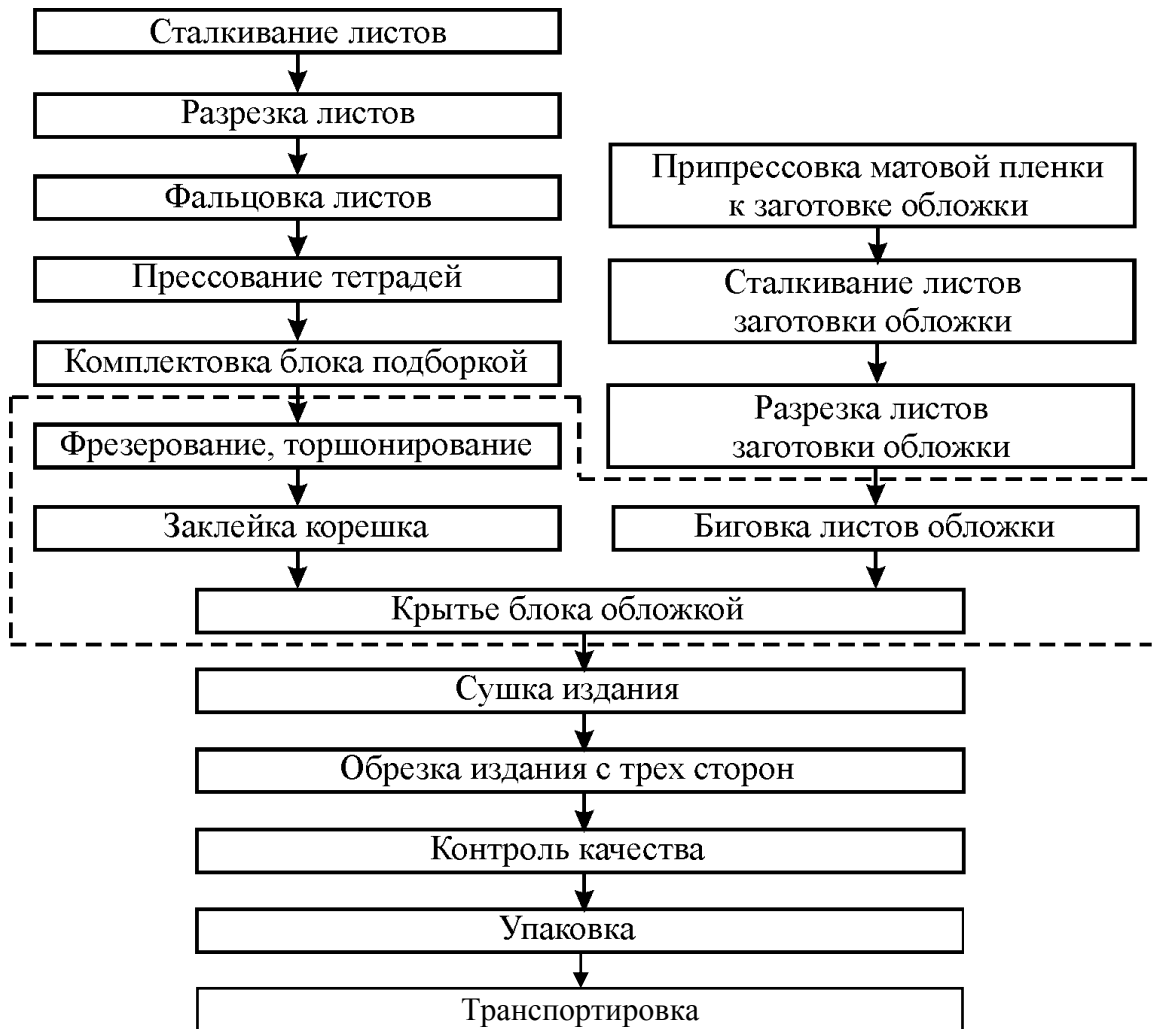 Сталкивание листов
Разрезка листов
Фальцовка листов
Прессование тетрадей
Комплектовка блока подборкой
Фрезерование, торшонирование
Заклейка корешка
Припрессовка матовой пленки
к заготовке обложки
Сталкивание листов
заготовки обложки
Разрезка листов
заготовки обложки
Биговка листов обложки
Крытье блока обложкой
Сушка издания
Обрезка издания с трех сторон
Контроль качества
Упаковка
Транспортировка